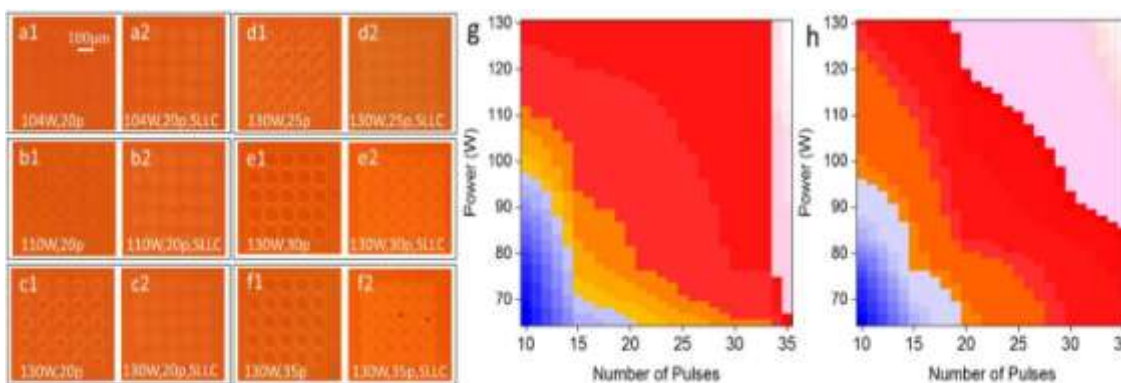 a1
100μm
a2
d1
d2
104W,20p
104W,20p,SLLC
130W,25p
130W,25p,SLLC
b1
b2
e1
e2
110W,20p
110W,20p,SLLC
130W,30p
130W,30p,SLLC
c1
c2
f1
f2
130W,20p
130W,20p,SLLC
130W,35p
130W,35p,SLLC
g
Power (W)
130
120
110
100
90
80
70
10
15
20
25
30
35
Number of Pulses
h
Power (W)
130
120
110
100
90
80
70
10
15
20
25
30
35
Number of Pulses